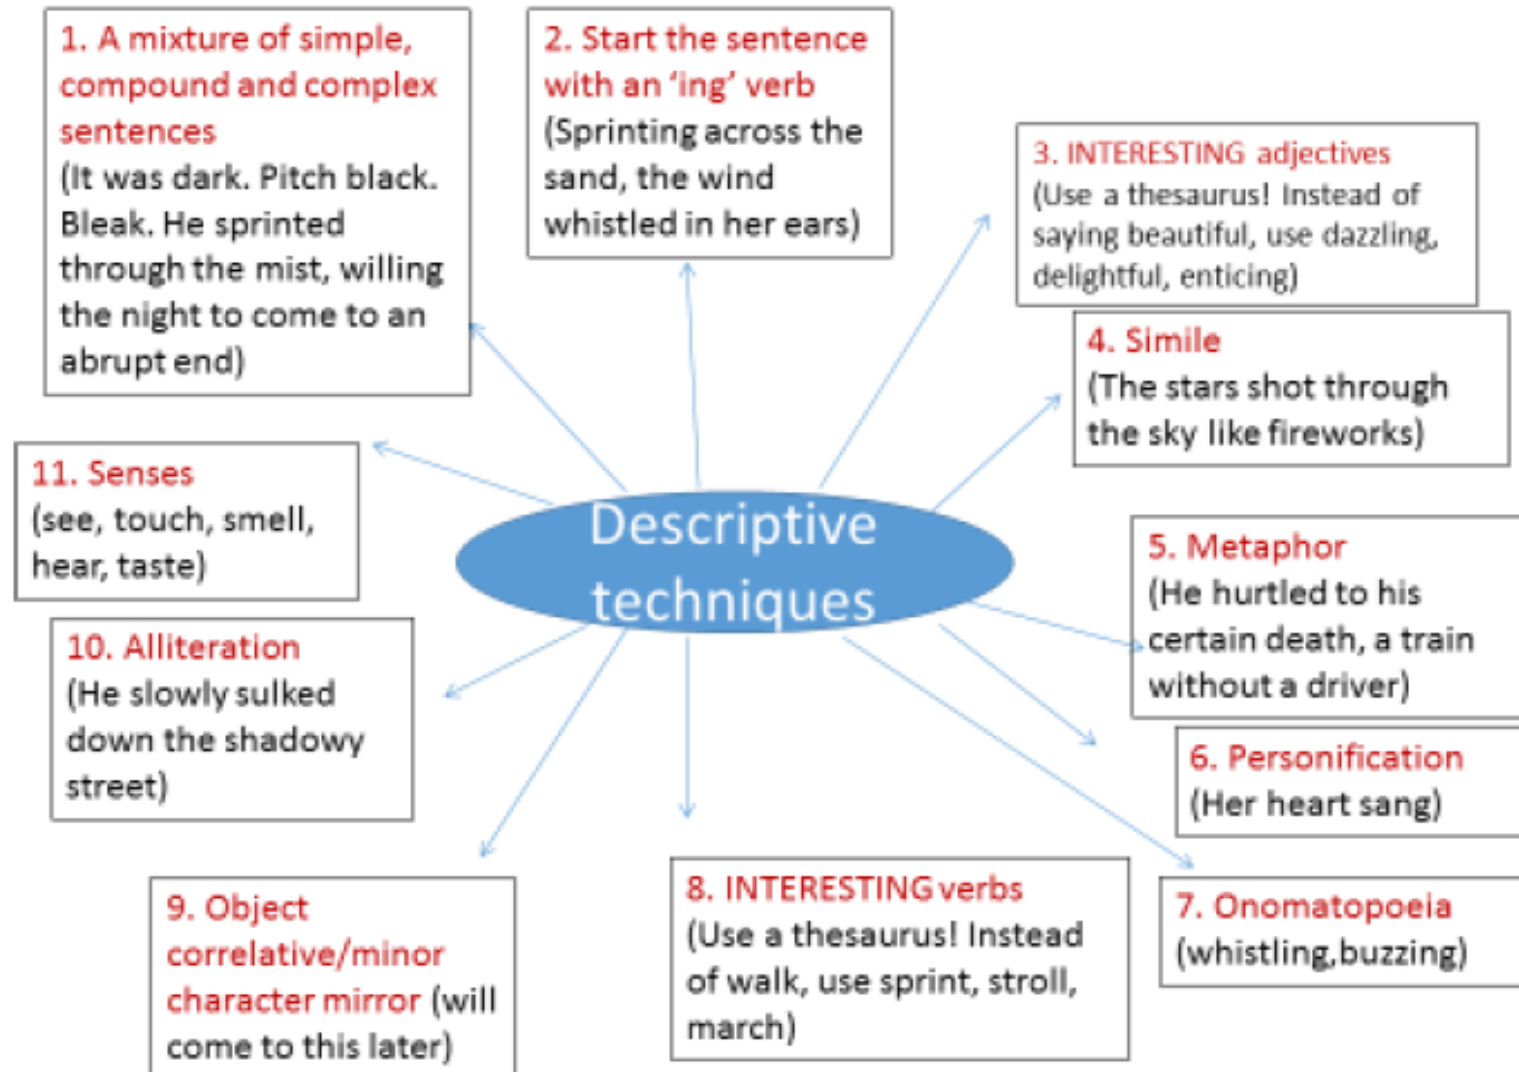 1. A mixture of simple,
compound and complex
sentences
(It was dark. Pitch black.
Bleak. He sprinted
through the mist, willing
the night to come to an
abrupt end)
2. Start the sentence
with an ‘ing’ verb
(Sprinting across the
sand, the wind
whistled in her ears)
3. INTERESTING adjectives
(Use a thesaurus! Instead of
saying beautiful, use dazzling,
delightful, enticing)
4. Simile
(The stars shot through
the sky like fireworks)
5. Metaphor
(He hurtled to his
certain death, a train
without a driver)
6. Personification
(Her heart sang)
7. Onomatopoeia
(whistling,buzzing)
8. INTERESTING verbs
(Use a thesaurus! Instead
of walk, use sprint, stroll,
march)
9. Object
correlative/minor
character mirror (will
come to this later)
10. Alliteration
(He slowly sulked
down the shadowy
street)
11. Senses
(see, touch, smell,
hear, taste)
Descriptive
techniques